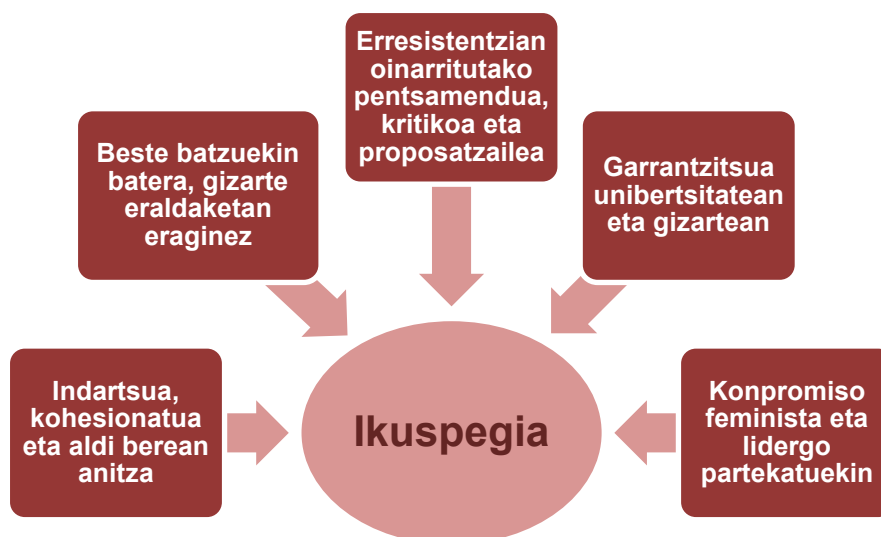 Erresistentzian
oinarritutako
pentsamendua,
kritikoa eta
proposatzailea
Beste batzuekin
batera, gizarte
eraldaketan
eraginez
Garrantzitsua
unibertsitatean
eta gizartean
Indartsua,
kohesionatua
eta aldi berean
anitza
Ikuspegia
Konpromiso
feminista eta
lidergo
partekatuekin